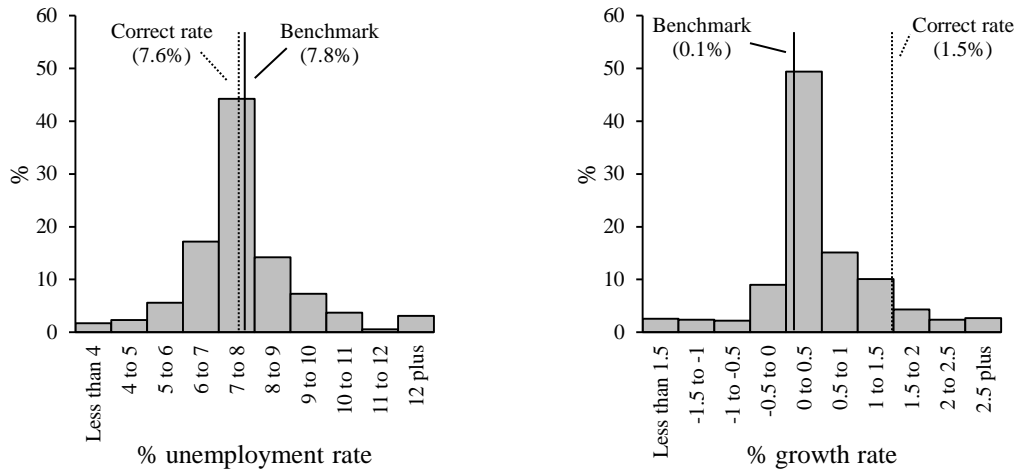 60
50
40
30
20
10
0
%
Correct rate
(7.6%)
Benchmark
(7.8%)
Less than 4
4 to 5
5 to 6
6 to 7
7 to 8
8 to 9
9 to 10
10 to 11
11 to 12
12 plus
% unemployment rate
60
50
40
30
20
10
0
%
Benchmark
(0.1%)
Correct rate
(1.5%)
Less than 1.5
-1.5 to -1
-1 to -0.5
-0.5 to 0
0 to 0.5
0.5 to 1
1 to 1.5
1.5 to 2
2 to 2.5
2.5 plus
% growth rate